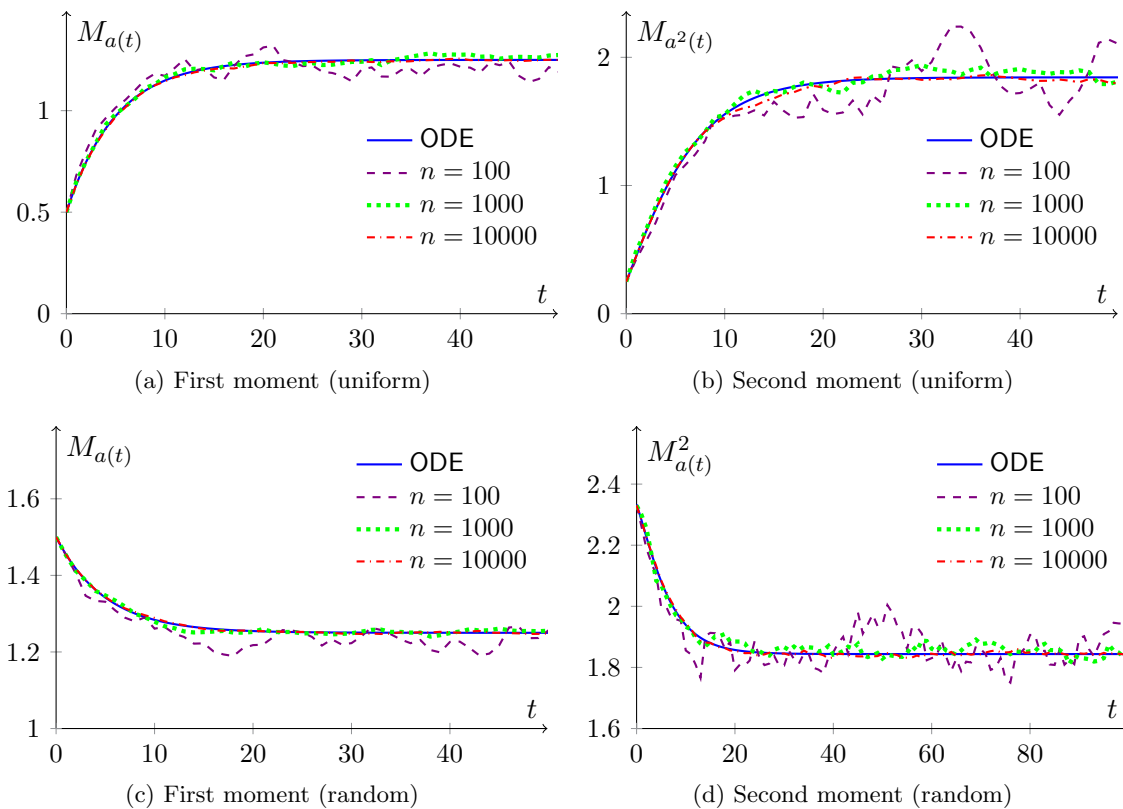 M_{a(t)}
1
0.5
0
0 10 20 30 40
t
ODE
n = 100
n = 1000
n = 10000
(a) First moment (uniform)
M_{a^2(t)}
2
1
0
0 10 20 30 40
t
ODE
n = 100
n = 1000
n = 10000
(b) Second moment (uniform)
M_{a(t)}
1.6
1.4
1.2
1
0 10 20 30 40
t
ODE
n = 100
n = 1000
n = 10000
(c) First moment (random)
M^2_{a(t)}
2.4
2.2
2
1.8
1.6
0 20 40 60 80
t
ODE
n = 100
n = 1000
n = 10000
(d) Second moment (random)